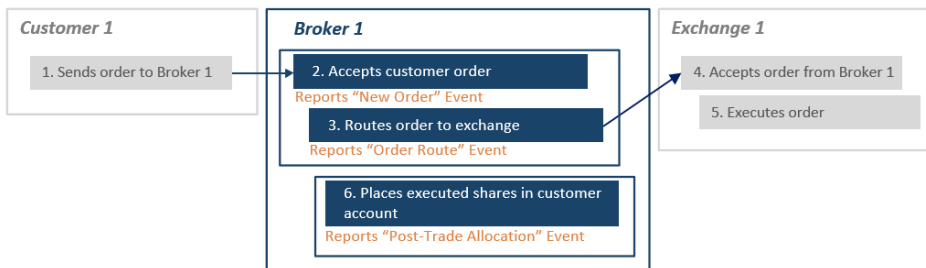 Customer 1
1. Sends order to Broker 1
Broker 1
2. Accepts customer order
Reports “New Order” Event
3. Routes order to exchange
Reports “Order Route” Event
6. Places executed shares in customer
account
Reports “Post-Trade Allocation” Event
Exchange 1
4. Accepts order from Broker 1
5. Executes order